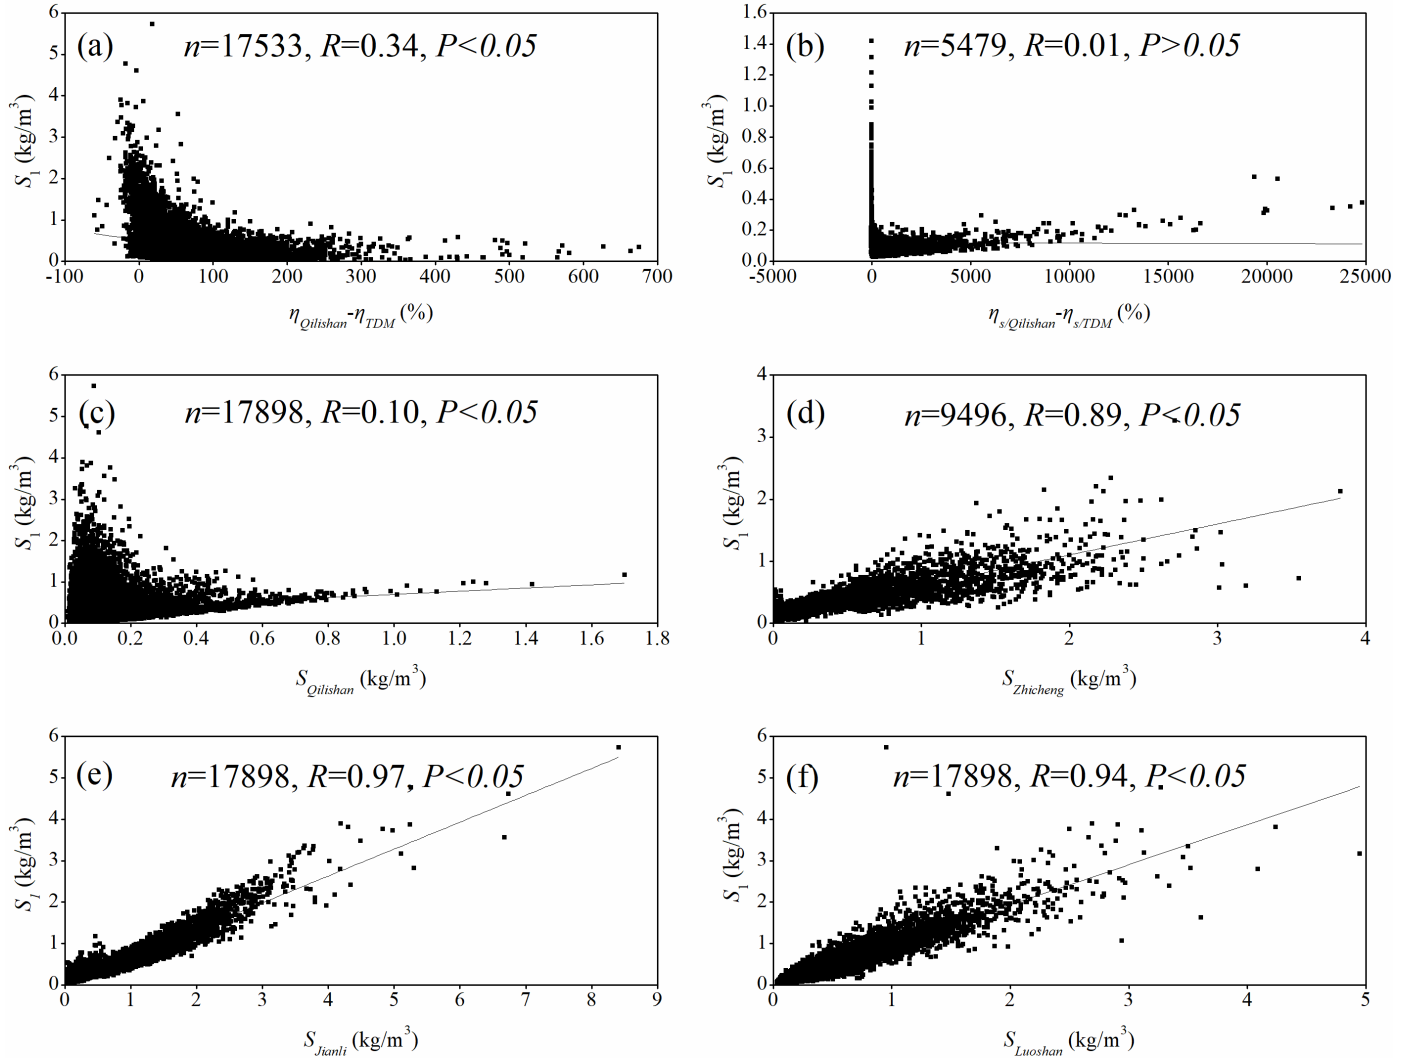 (a) n=17533, R=0.34, P<0.05
6
5
4
3
2
1
0
S1 (kg/m3)
-100 0 100 200 300 400 500 600 700
ηQilishan-ηTDM (%)
(b) n=5479, R=0.01, P>0.05
1.6
1.4
1.2
1.0
0.8
0.6
0.4
0.2
0.0
S1 (kg/m3)
-5000 0 5000 10000 15000 20000 25000
ηs/Qilishan-ηs/TDM (%)
(c) n=17898, R=0.10, P<0.05
6
5
4
3
2
1
0
S1 (kg/m3)
0.0 0.2 0.4 0.6 0.8 1.0 1.2 1.4 1.6 1.8
SQilishan (kg/m3)
(d) n=9496, R=0.89, P<0.05
4
3
2
1
0
S1 (kg/m3)
0 1 2 3 4
SZhicheng (kg/m3)
(e) n=17898, R=0.97, P<0.05
6
5
4
3
2
1
0
S1 (kg/m3)
0 1 2 3 4 5 6 7 8 9
SJianli (kg/m3)
(f) n=17898, R=0.94, P<0.05
6
5
4
3
2
1
0
S1 (kg/m3)
0 1 2 3 4 5
SLuoshan (kg/m3)